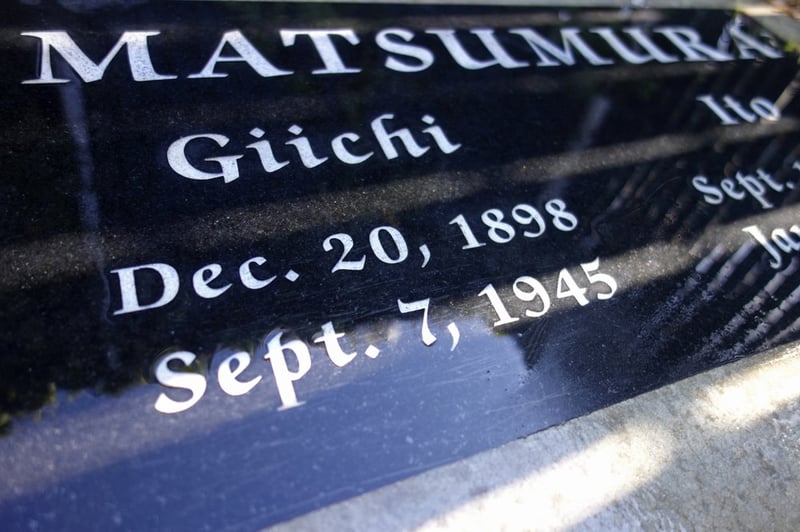 MATSUMURA
Giichi Ito
Dec. 20, 1898 Sept.
Sept. 7, 1945